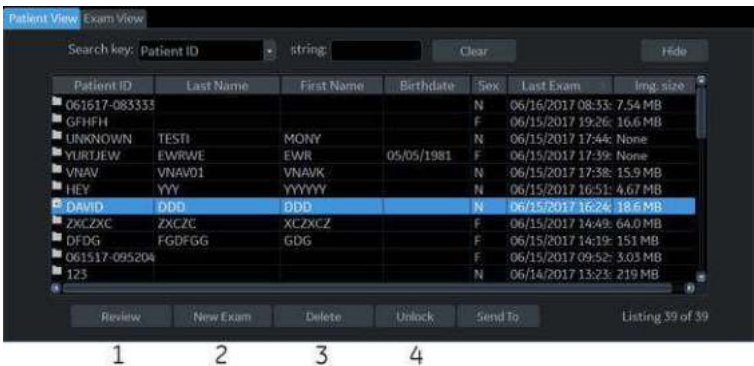 Patient View Exam View
Search key: Patient ID string: Clear Hide
Patient ID Last Name First Name Birthdate Sex Last Exam Img. size
061617-083333 N 06/16/2017 08:33: 7.54 MB
GFHFH F 06/15/2017 19:26: 16.6 MB
UNKNOWN TESTI MONY N 06/15/2017 17:44: None
YURTJEW EWRWE EWR 05/05/1981 F 06/15/2017 17:39: None
VNAV VNAV01 VNAVK N 06/15/2017 17:38: 15.9 MB
HEY YYY YYYYYY N 06/15/2017 16:51: 4.67 MB
DAVID DDD DDD N 06/15/2017 16:24: 18.6 MB
ZXCZXC ZXCZC XCZXCZ F 06/15/2017 14:49: 64.0 MB
DFDG FGDFGG GDG F 06/15/2017 14:19: 151 MB
061517-095204 F 06/15/2017 09:52: 3.03 MB
123 N 06/14/2017 13:23: 219 MB
Review New Exam Delete Unlock Send To Listing 39 of 39
1 2 3 4